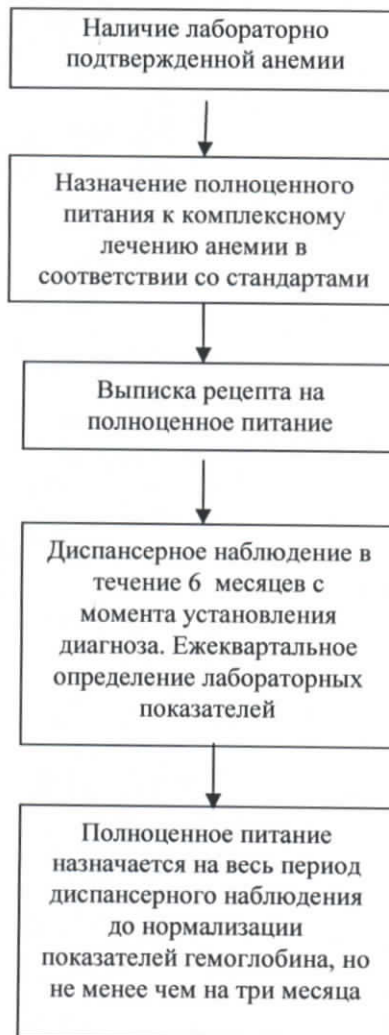 Наличие лабораторно
подтвержденной анемии
Назначение полноценного
питания к комплексному
лечению анемии в
соответствии со стандартами
Выписка рецепта на
полноценное питание
Диспансерное наблюдение в
течение 6 месяцев с
момента установления
диагноза. Ежеквартальное
определение лабораторных
показателей
Полноценное питание
назначается на весь период
диспансерного наблюдения
до нормализации
показателей гемоглобина, но
не менее чем на три месяца